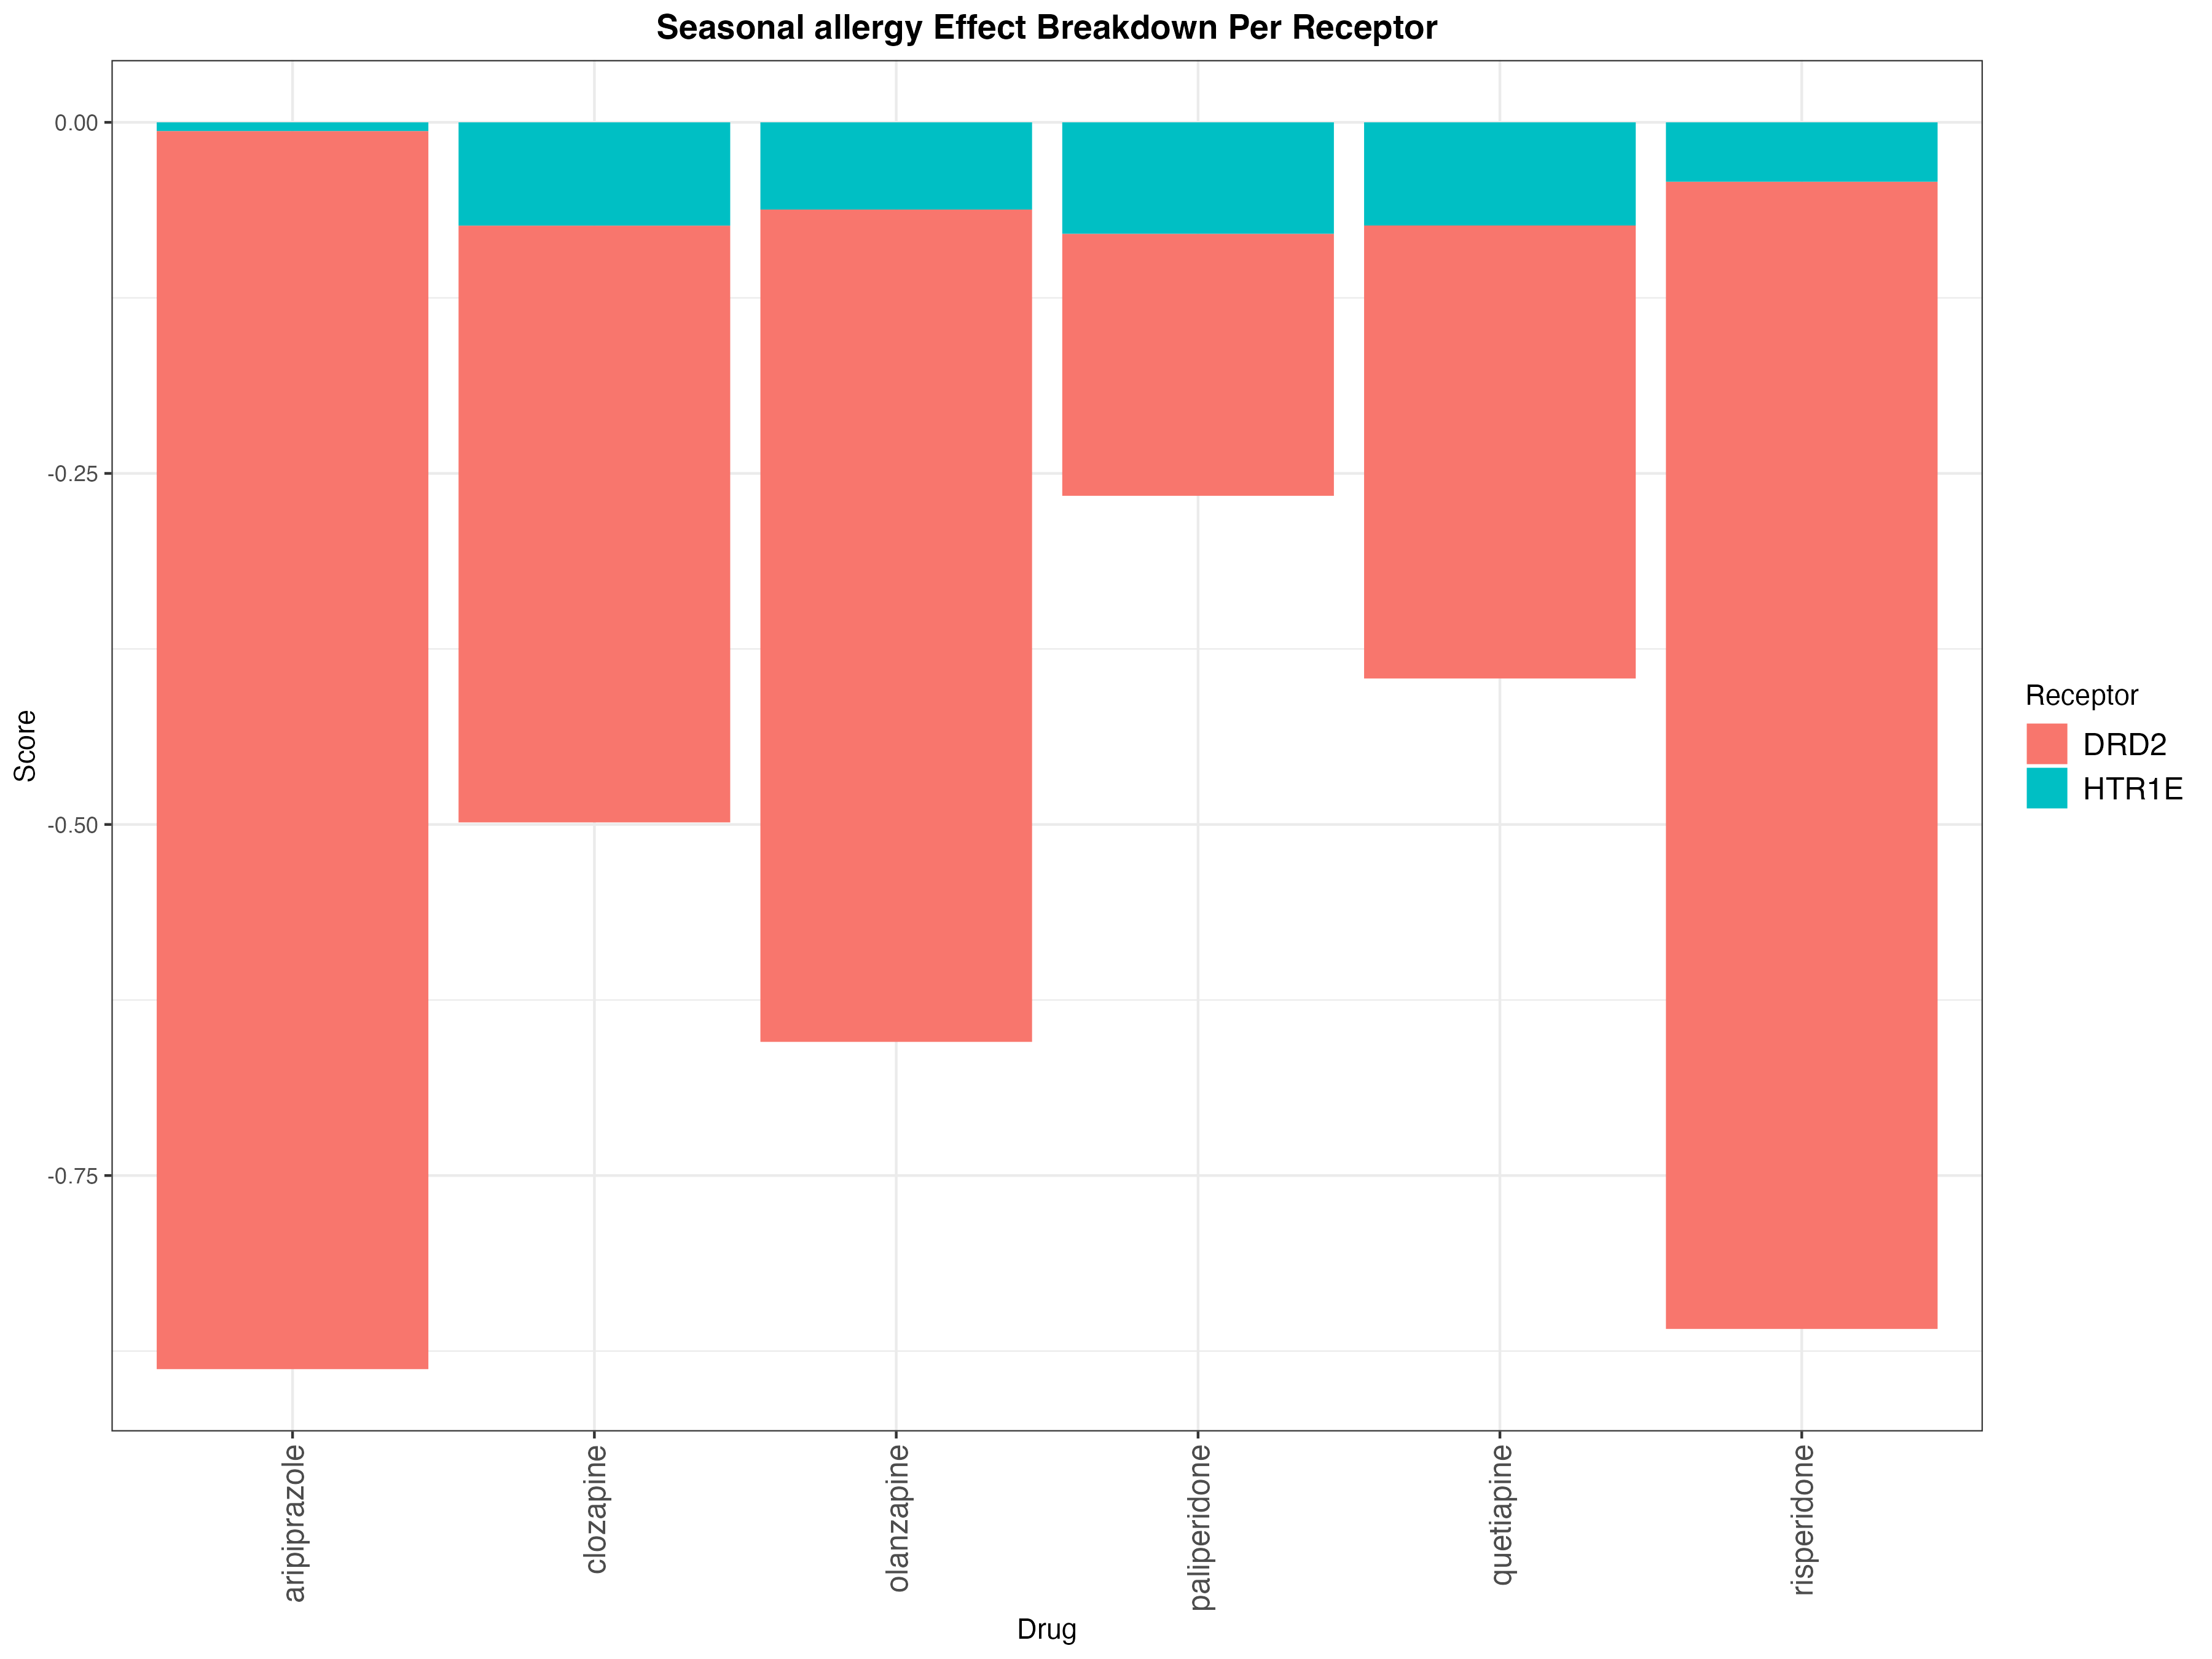 Seasonal allergy Effect Breakdown Per Receptor
Score
0.00
-0.25
-0.50
-0.75
aripiprazole
clozapine
olanzapine
paliperidone
quetiapine
risperidone
Drug
Receptor
DRD2
HTR1E